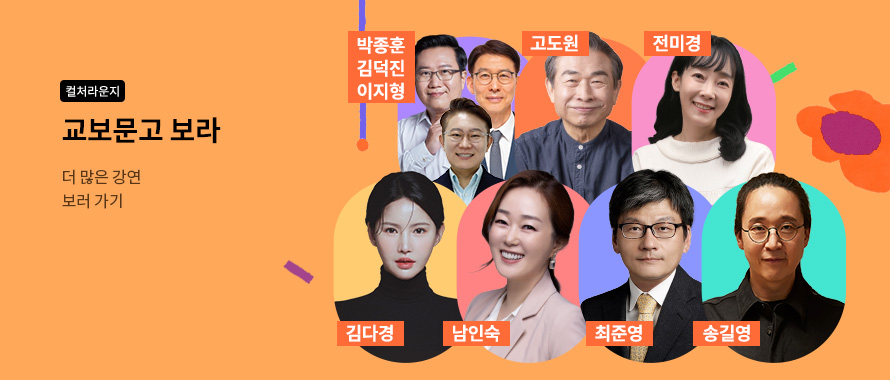 컬처라운지
교보문고 보라
더 많은 강연
보러 가기
박종훈
김덕진
이지형
고도원
전미경
김다경
남인숙
최준영
송길영